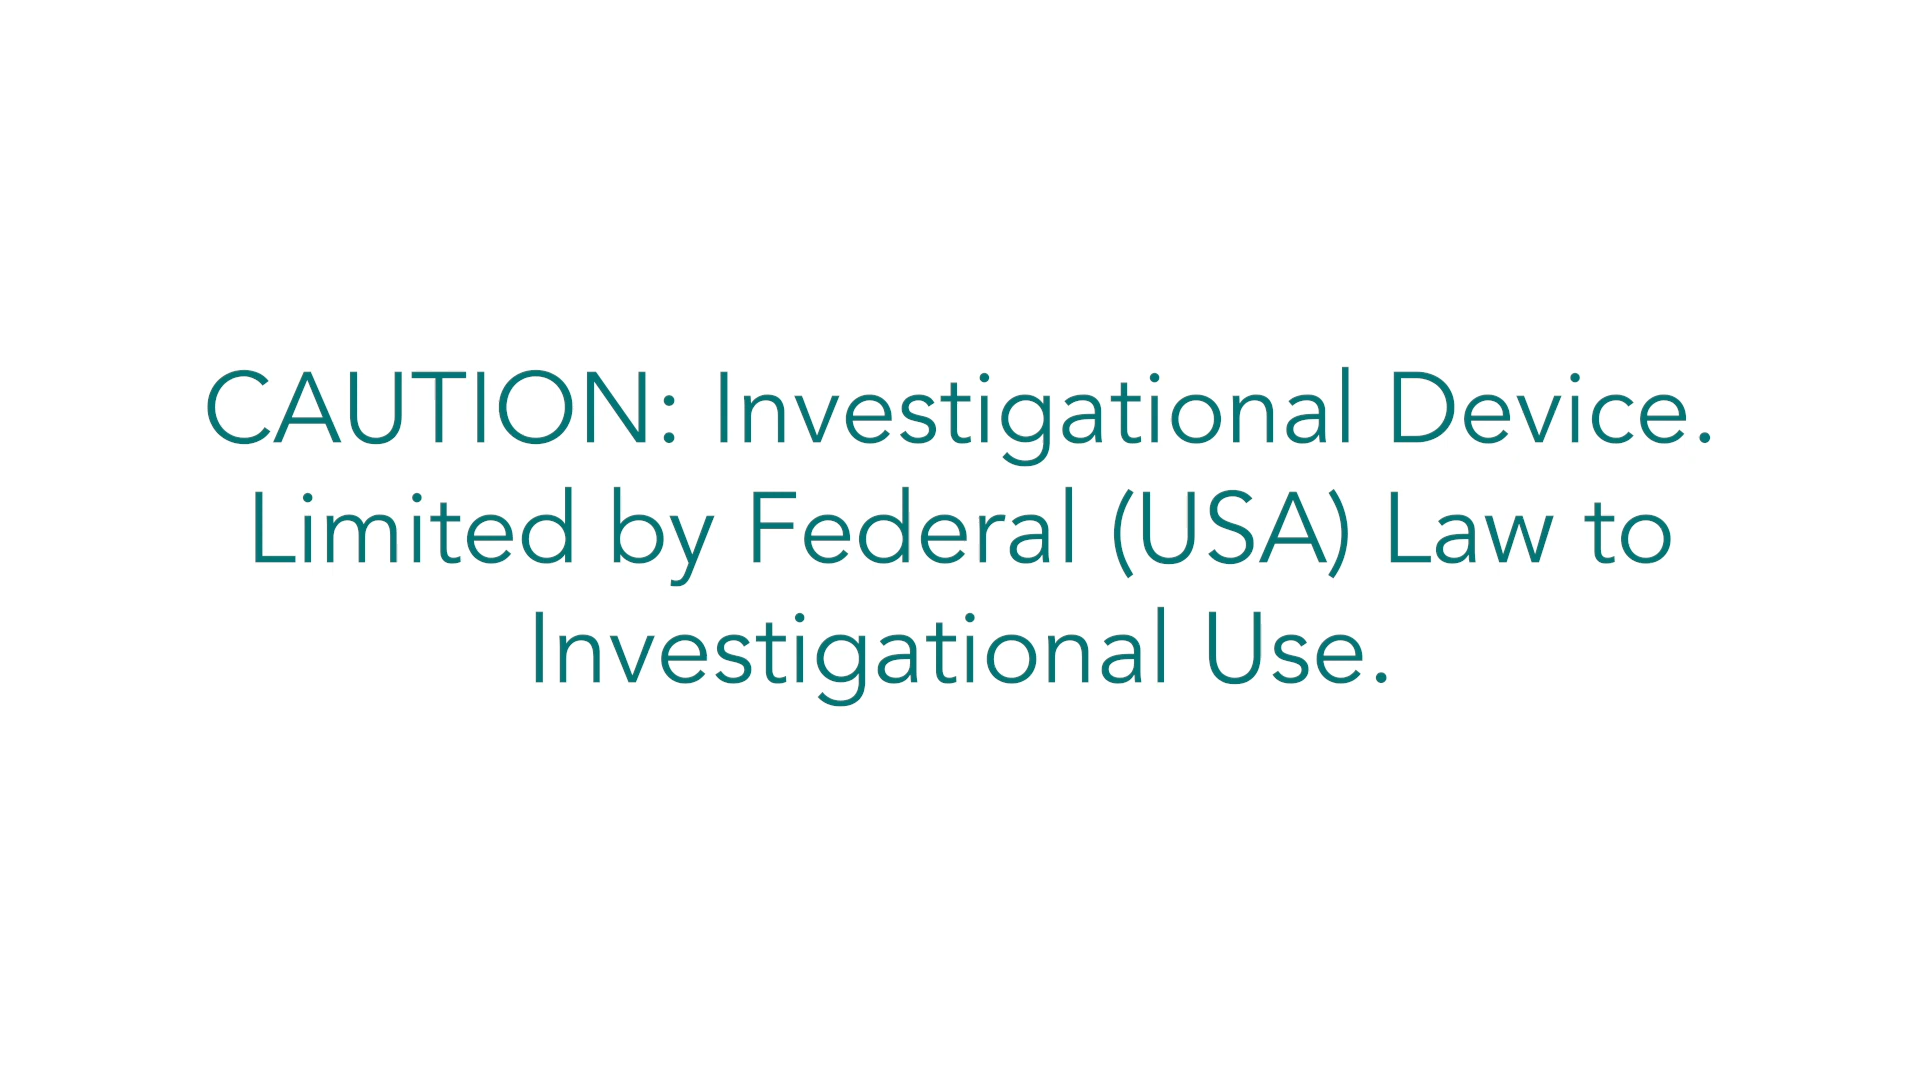 CAUTION: Investigational Device.
Limited by Federal (USA) Law to
Investigational Use.